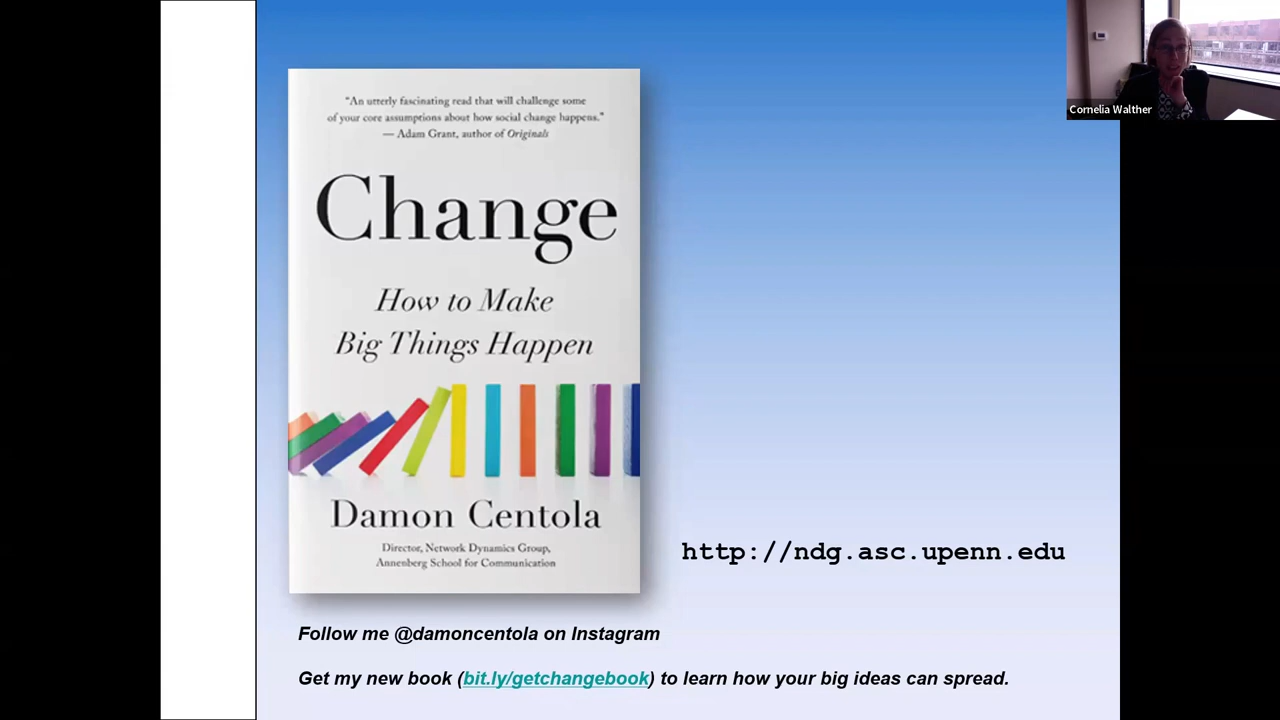 "An utterly fascinating read that will challenge some
of your core assumptions about how social change happens."
— Adam Grant, author of Originals
Change
How to Make
Big Things Happen
Damon Centola
Director, Network Dynamics Group,
Annenberg School for Communication
http://ndg.asc.upenn.edu
Follow me @damoncentola on Instagram
Get my new book (bit.ly/getchangebook) to learn how your big ideas can spread.
Cornelia Walther